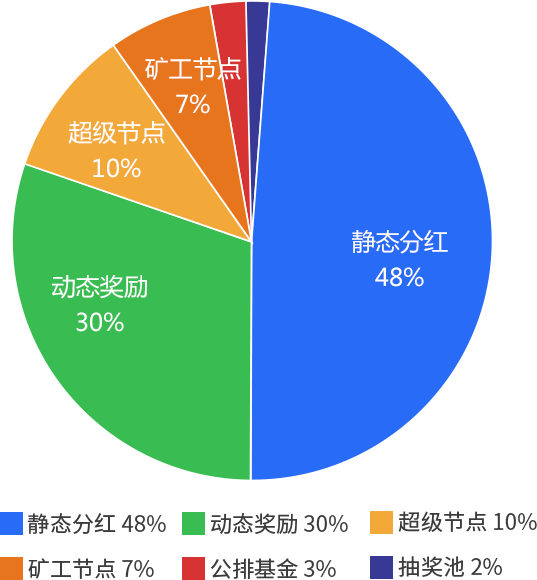 矿工节点
7%
超级节点
10%
静态分红
48%
动态奖励
30%
静态分红 48%
动态奖励 30%
超级节点 10%
矿工节点 7%
公排基金 3%
抽奖池 2%